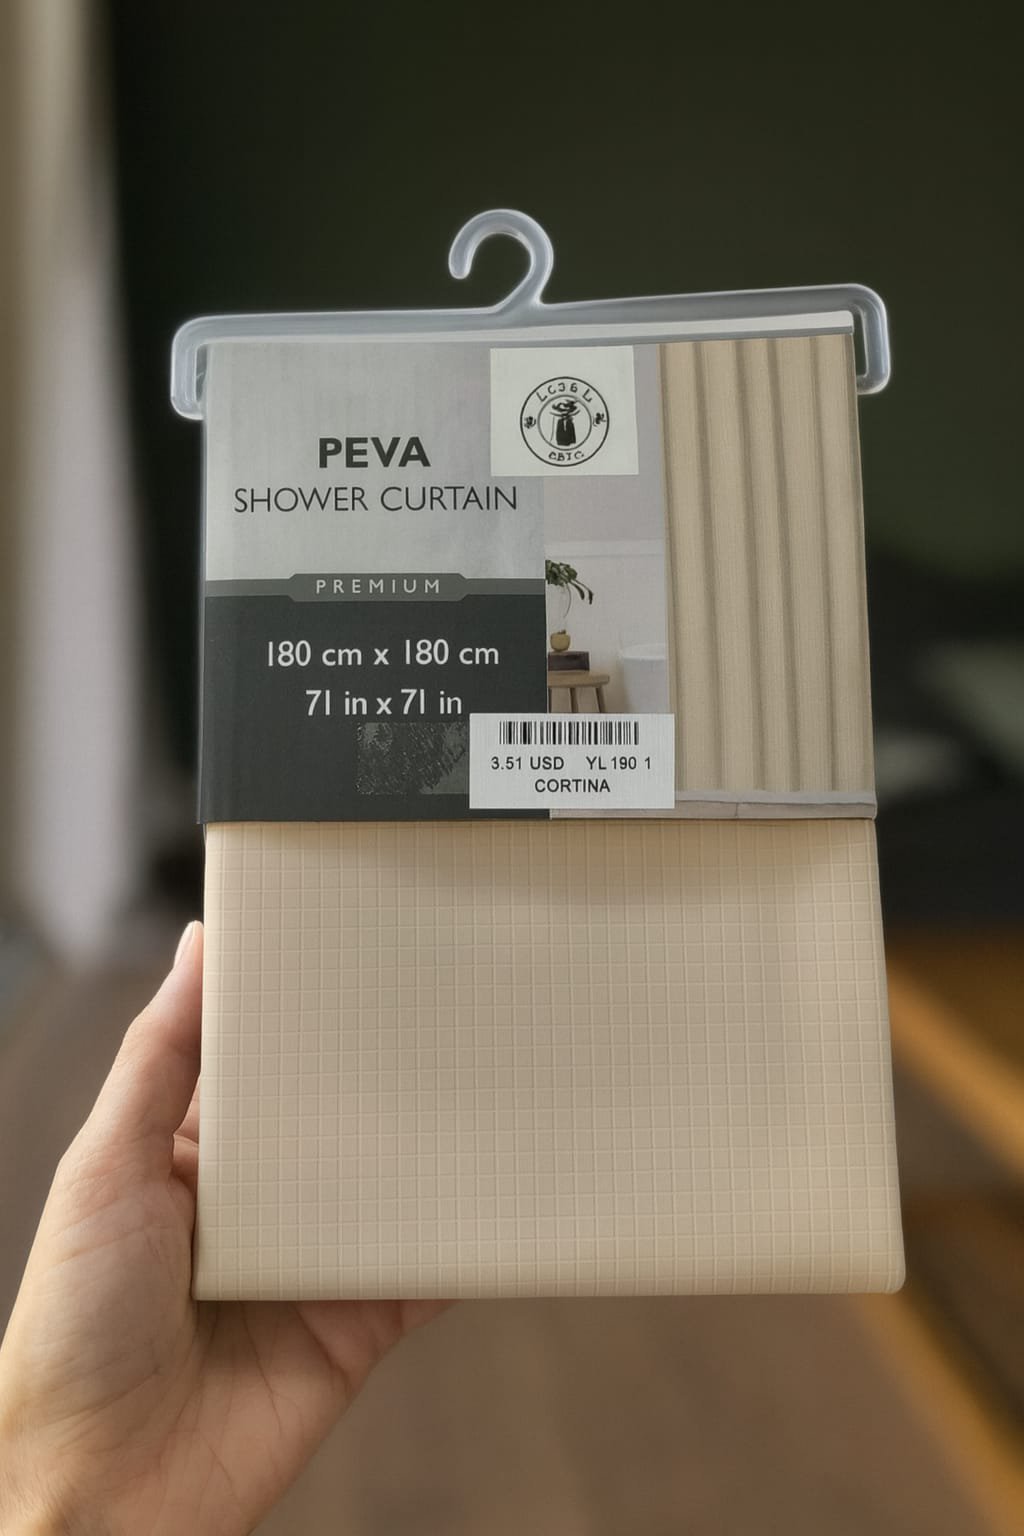 PEVA
SHOWER CURTAIN
PREMIUM
180 cm x 180 cm
71 in x 71 in
3.51 USD YL 190 1
CORTINA